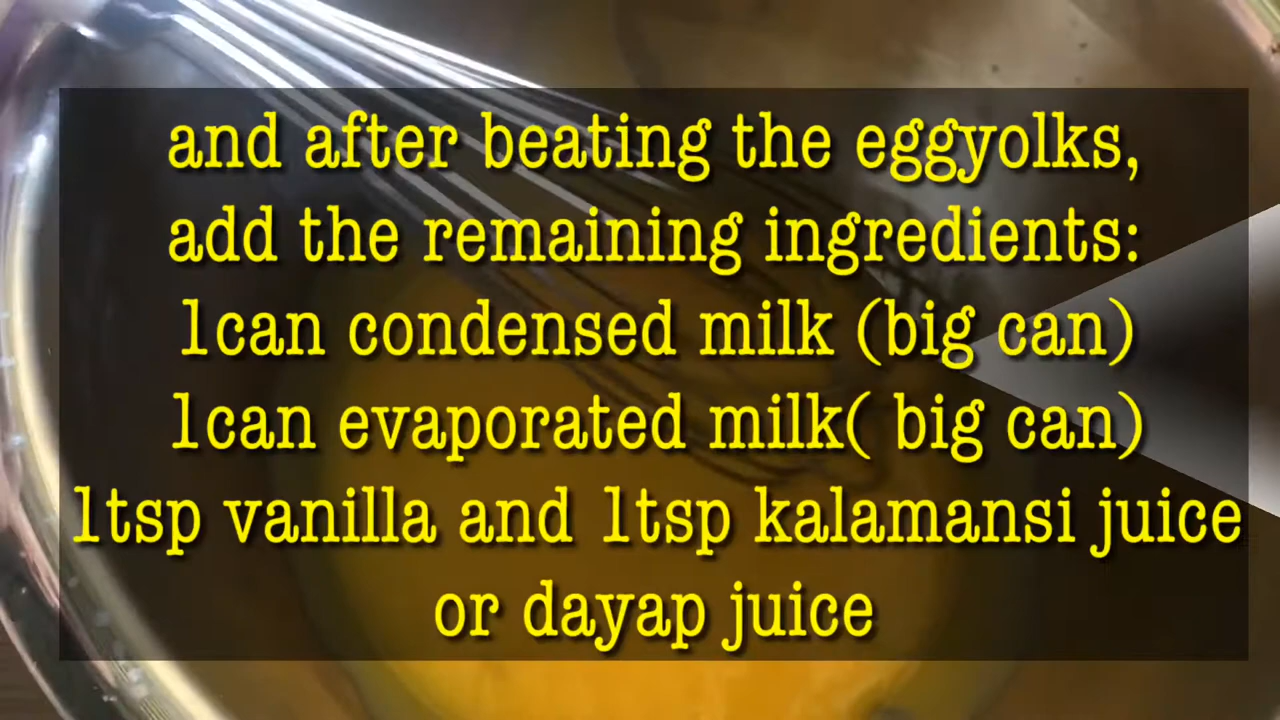 and after beating the eggyolks,
add the remaining ingredients:
1can condensed milk (big can)
1can evaporated milk( big can)
1tsp vanilla and 1tsp kalamansi juice
or dayap juice